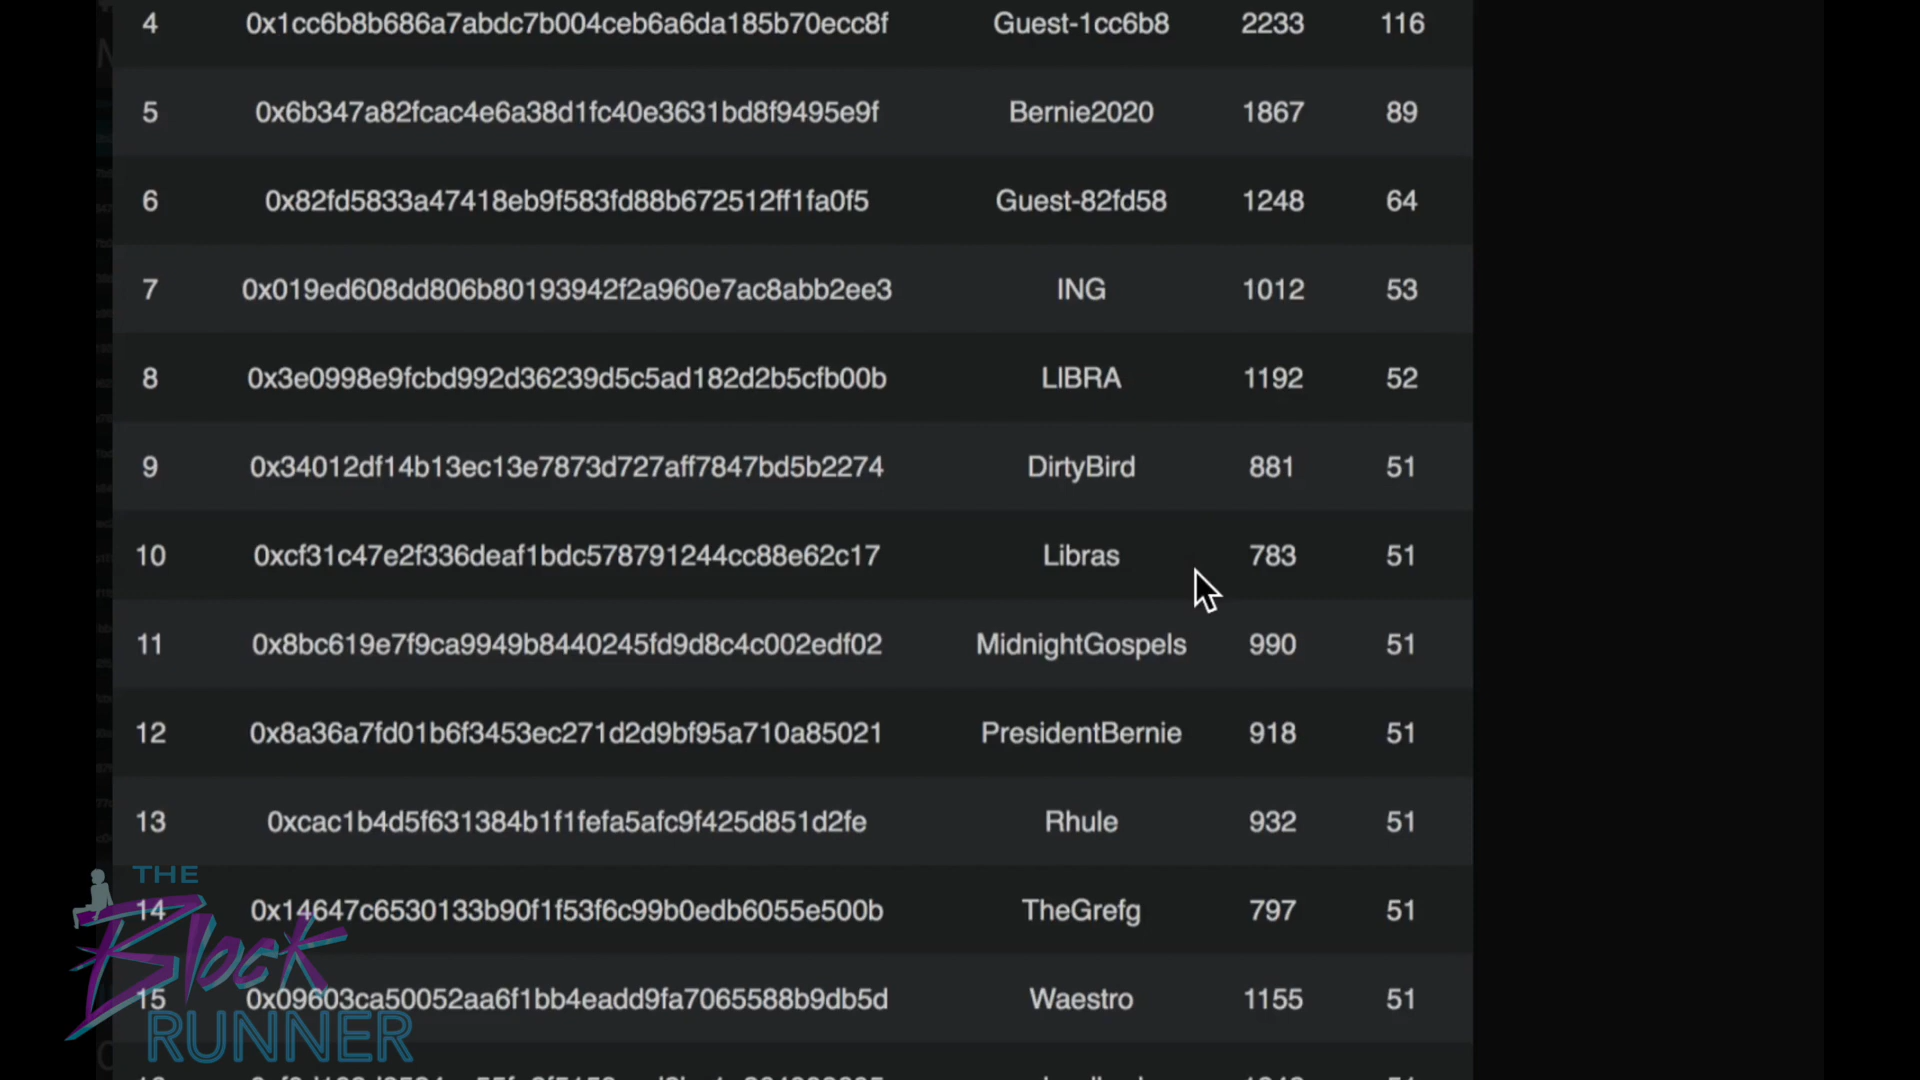 4 0x1cc6b8b686a7abdc7b004ceb6a6da185b70ecc8f Guest-1cc6b8 2233 116
5 0x6b347a82fcac4e6a38d1fc40e3631bd8f9495e9f Bernie2020 1867 89
6 0x82fd5833a47418eb9f583fd88b672512ff1fa0f5 Guest-82fd58 1248 64
7 0x019ed608dd806b80193942f2a960e7ac8abb2ee3 ING 1012 53
8 0x3e0998e9fcbd992d36239d5c5ad182d2b5cfb00b LIBRA 1192 52
9 0x34012df14b13ec13e7873d727aff7847bd5b2274 DirtyBird 881 51
10 0xcf31c47e2f336deaf1bdc578791244cc88e62c17 Libras 783 51
11 0x8bc619e7f9ca9949b8440245fd9d8c4c002edf02 MidnightGospels 990 51
12 0x8a36a7fd01b6f3453ec271d2d9bf95a710a85021 PresidentBernie 918 51
13 0xcac1b4d5f631384b1f1fefa5afc9f425d851d2fe Rhule 932 51
14 0x14647c6530133b90f1f53f6c99b0edb6055e500b TheGrefg 797 51
15 0x09603ca50052aa6f1bb4eadd9fa7065588b9db5d Waestro 1155 51
THE
Block
RUNNER